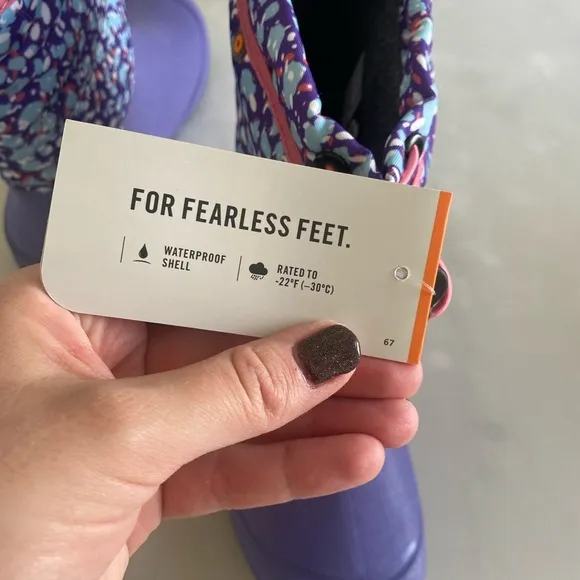 FOR FEARLESS FEET.
WATERPROOF
SHELL
RATED TO
-22°F (−30°C)
67